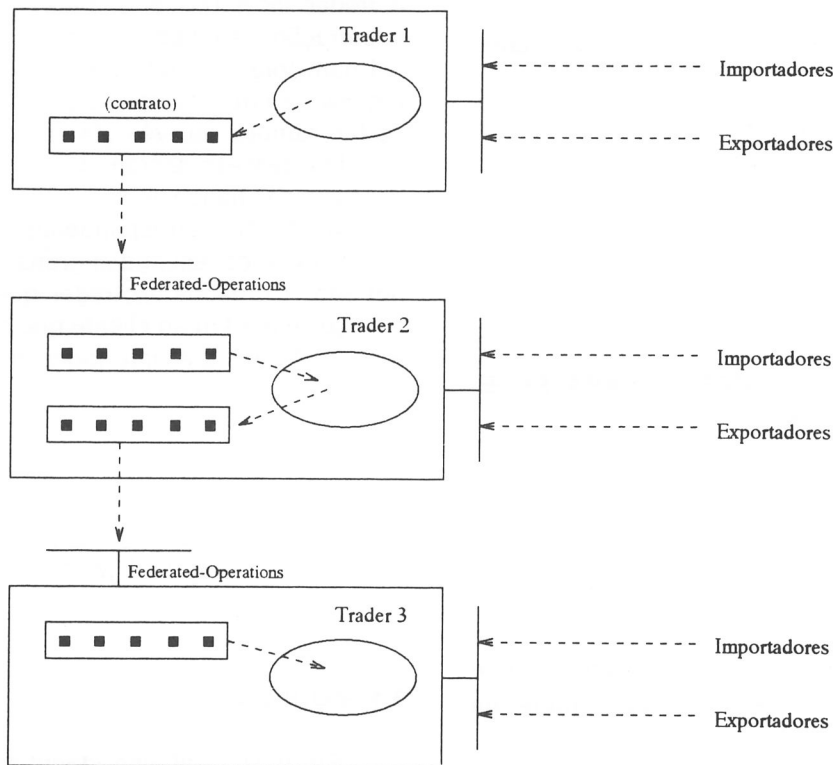 Trader 1
Importadores
(contrato)
Exportadores
Federated-Operations
Trader 2
Importadores
Exportadores
Federated-Operations
Trader 3
Importadores
Exportadores